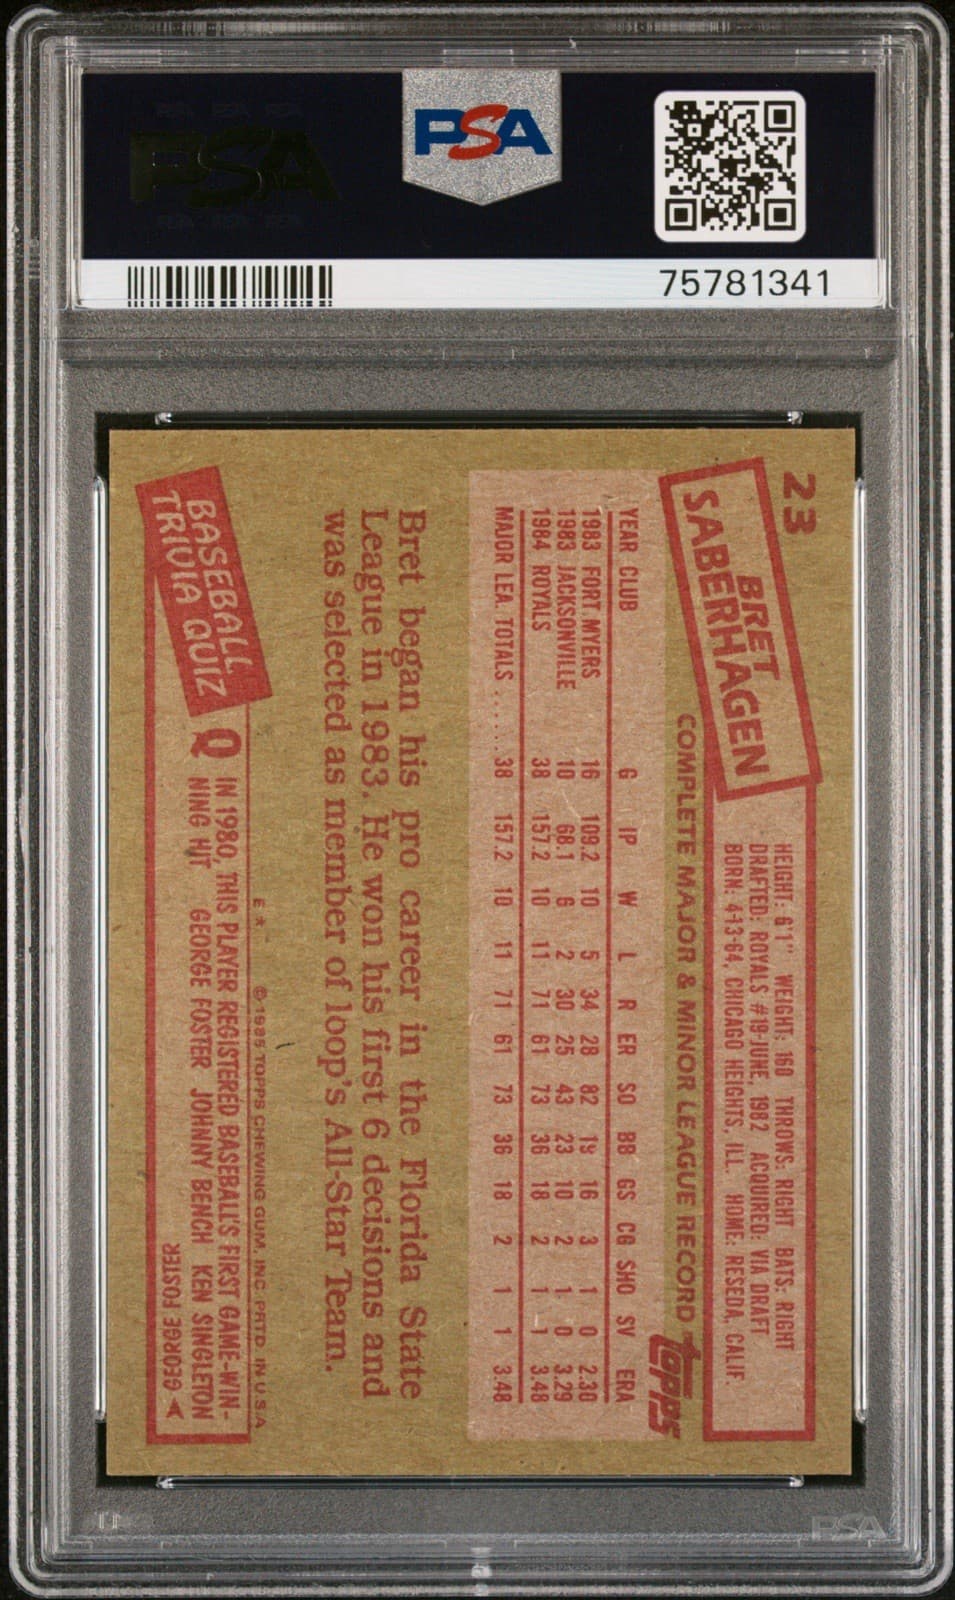 PSA
PSA
75781341
23
BRET
SABERHAGEN
HEIGHT: 6'1" WEIGHT: 160 THROWS: RIGHT BATS: RIGHT
DRAFTED: ROYALS #19-JUNE, 1982 ACQUIRED: VIA DRAFT
BORN: 4-13-64, CHICAGO HEIGHTS, ILL. HOME: RESEDA, CALIF.
COMPLETE MAJOR & MINOR LEAGUE RECORD
topps
YEAR CLUB G IP W L R ER SO BB GS CG SHO SV ERA
1983 FORT MYERS 16 109.2 10 5 34 28 82 19 16 3 1 0 2.30
1983 JACKSONVILLE 10 68.1 6 2 30 25 43 23 10 2 1 0 3.29
1984 ROYALS 38 157.2 10 11 71 61 73 36 18 2 1 1 3.48
MAJOR LEA. TOTALS ..... 38 157.2 10 11 71 61 73 36 18 2 1 1 3.48
Bret began his pro career in the Florida State
League in 1983. He won his first 6 decisions and
was selected as member of loop's All-Star Team.
E* © 1985 TOPPS CHEWING GUM, INC. PRTD. IN U.S.A.
BASEBALL
TRIVIA QUIZ
Q IN 1980, THIS PLAYER REGISTERED BASEBALL'S FIRST GAME-WIN-
NING HIT GEORGE FOSTER JOHNNY BENCH KEN SINGLETON
A GEORGE FOSTER
PSA